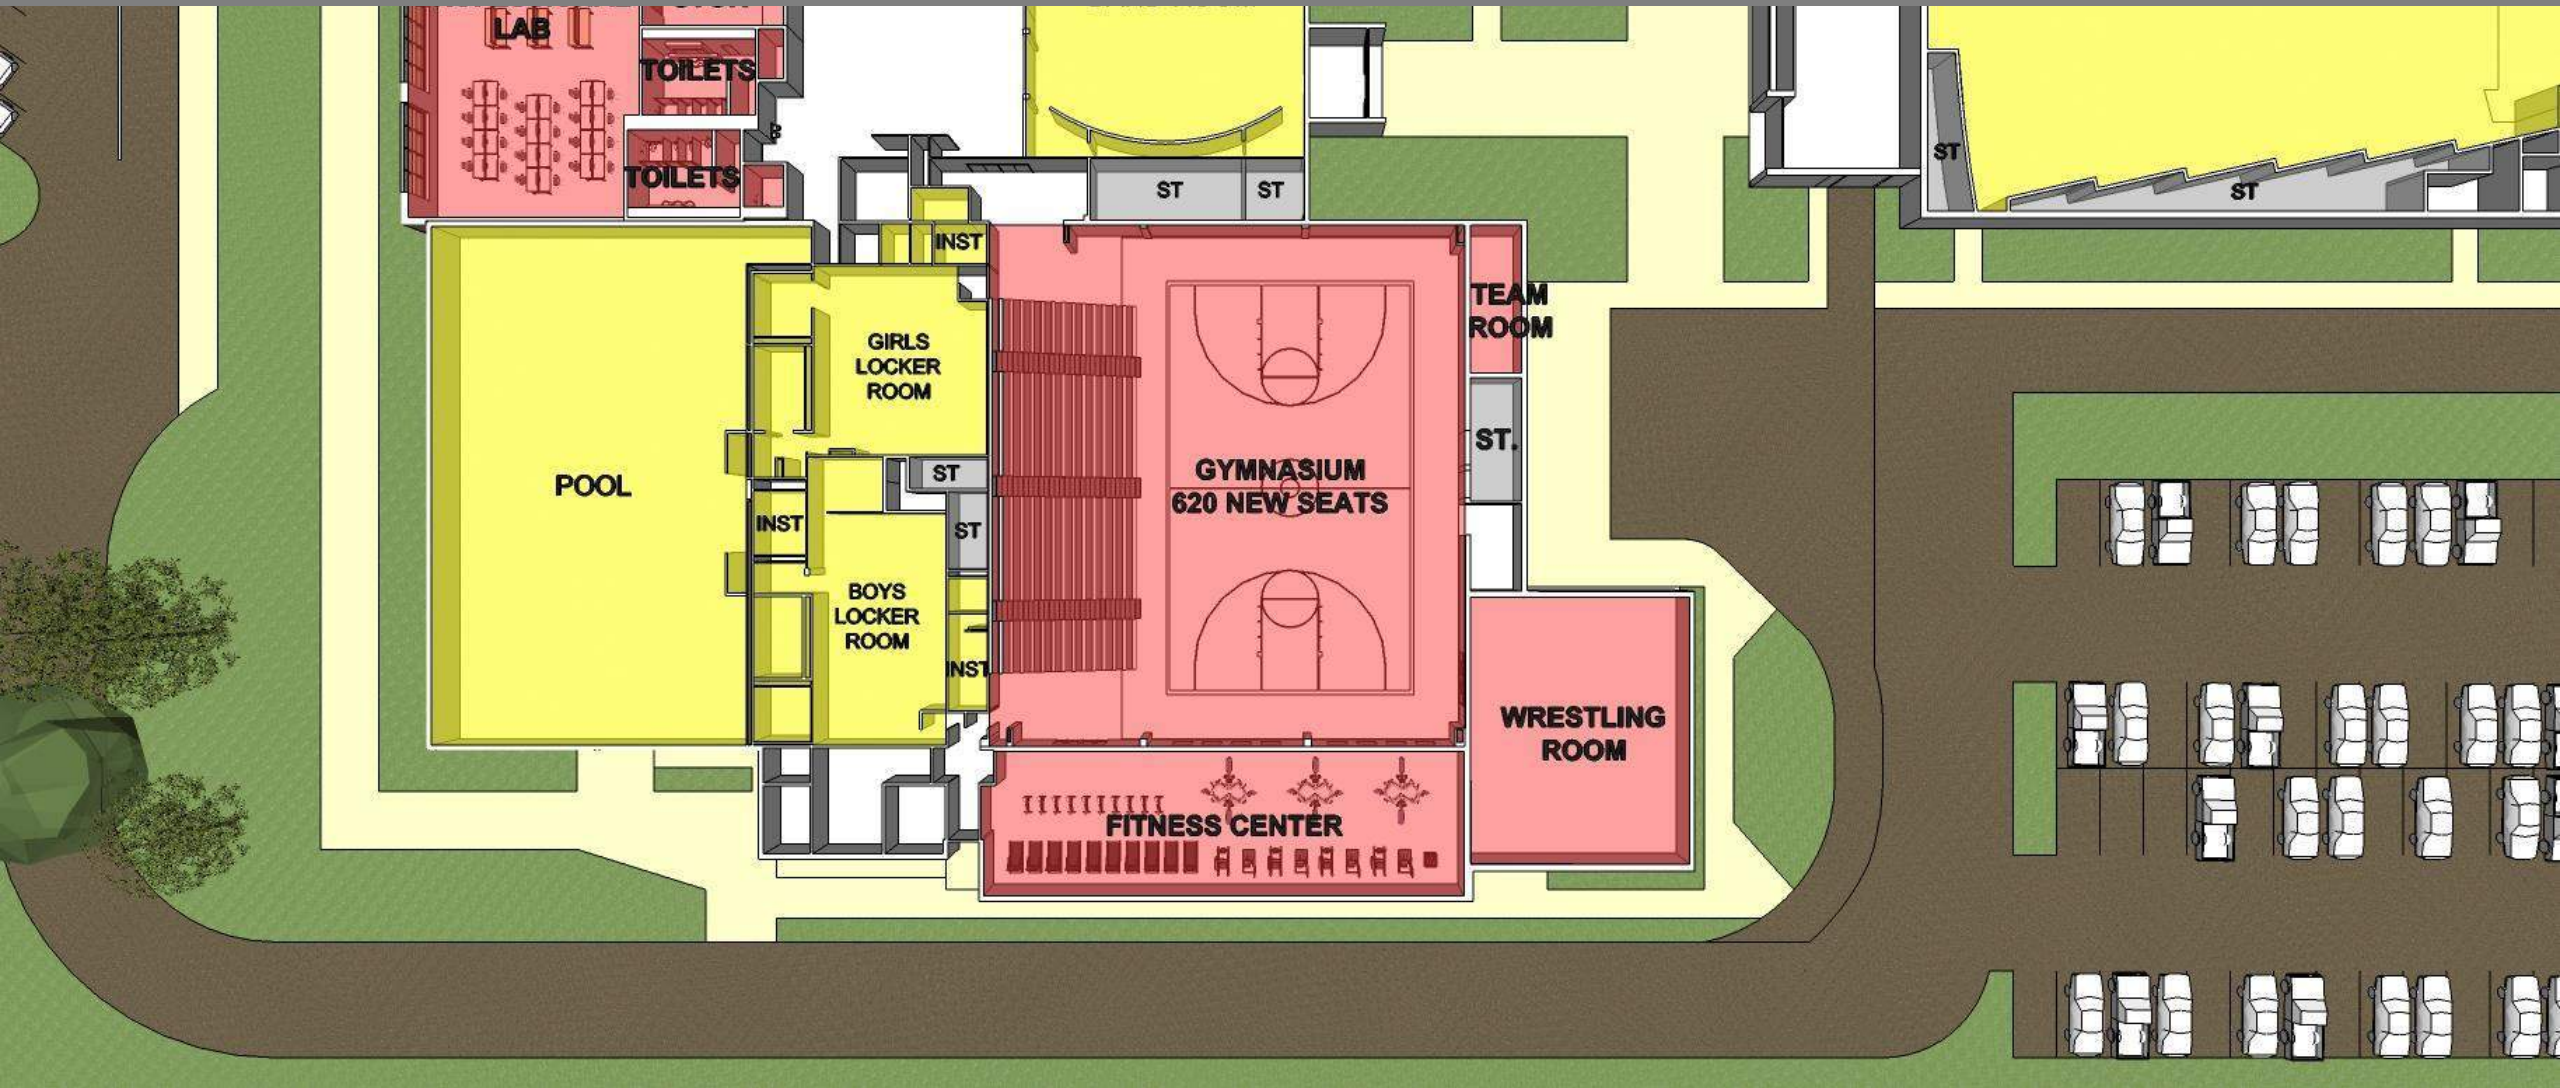 LAB
TOILETS
TOILETS
ST
ST
ST
ST
INST
TEAM
ROOM
GIRLS
LOCKER
ROOM
ST.
POOL
GYMNASIUM
620 NEW SEATS
ST
INST
ST
BOYS
LOCKER
ROOM
INST
WRESTLING
ROOM
FITNESS CENTER